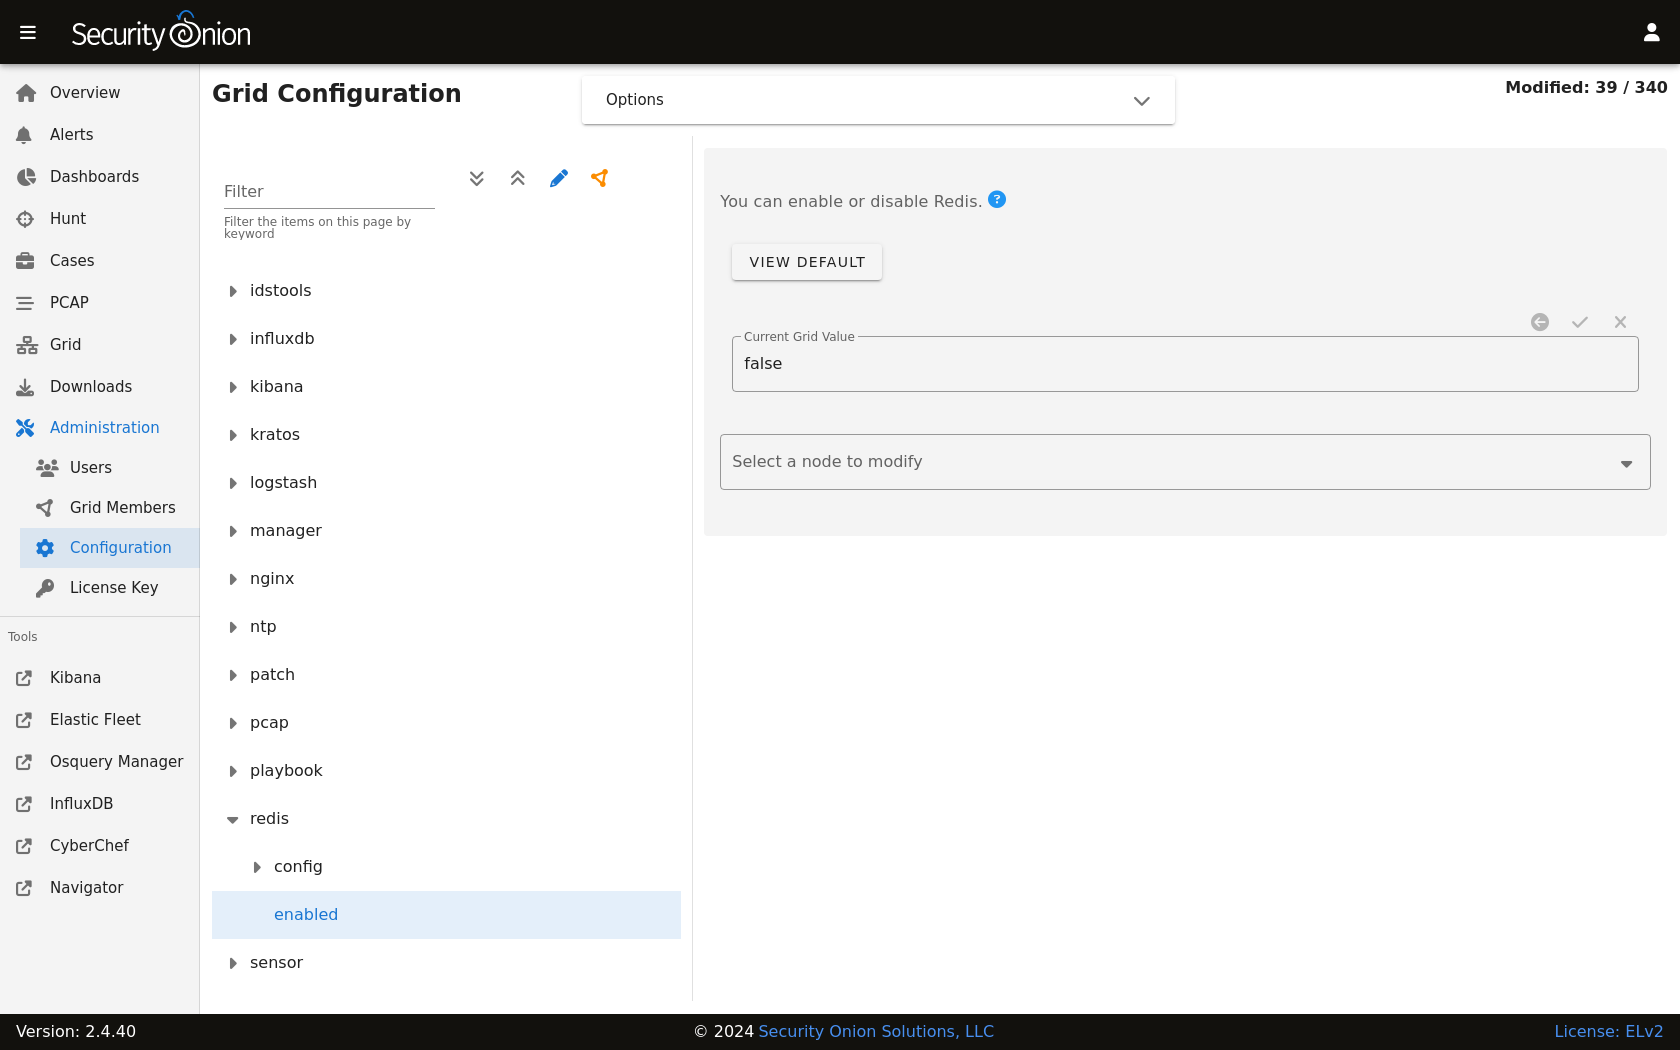 Security Onion
Overview
Alerts
Dashboards
Hunt
Cases
PCAP
Grid
Downloads
Administration
Users
Grid Members
Configuration
License Key
Tools
Kibana
Elastic Fleet
Osquery Manager
InfluxDB
CyberChef
Navigator
Grid Configuration
Options
Modified: 39 / 340
Filter
Filter the items on this page by
keyword
idstools
influxdb
kibana
kratos
logstash
manager
nginx
ntp
patch
pcap
playbook
redis
config
enabled
sensor
You can enable or disable Redis. ?
VIEW DEFAULT
Current Grid Value
false
Select a node to modify
Version: 2.4.40
© 2024 Security Onion Solutions, LLC
License: ELv2